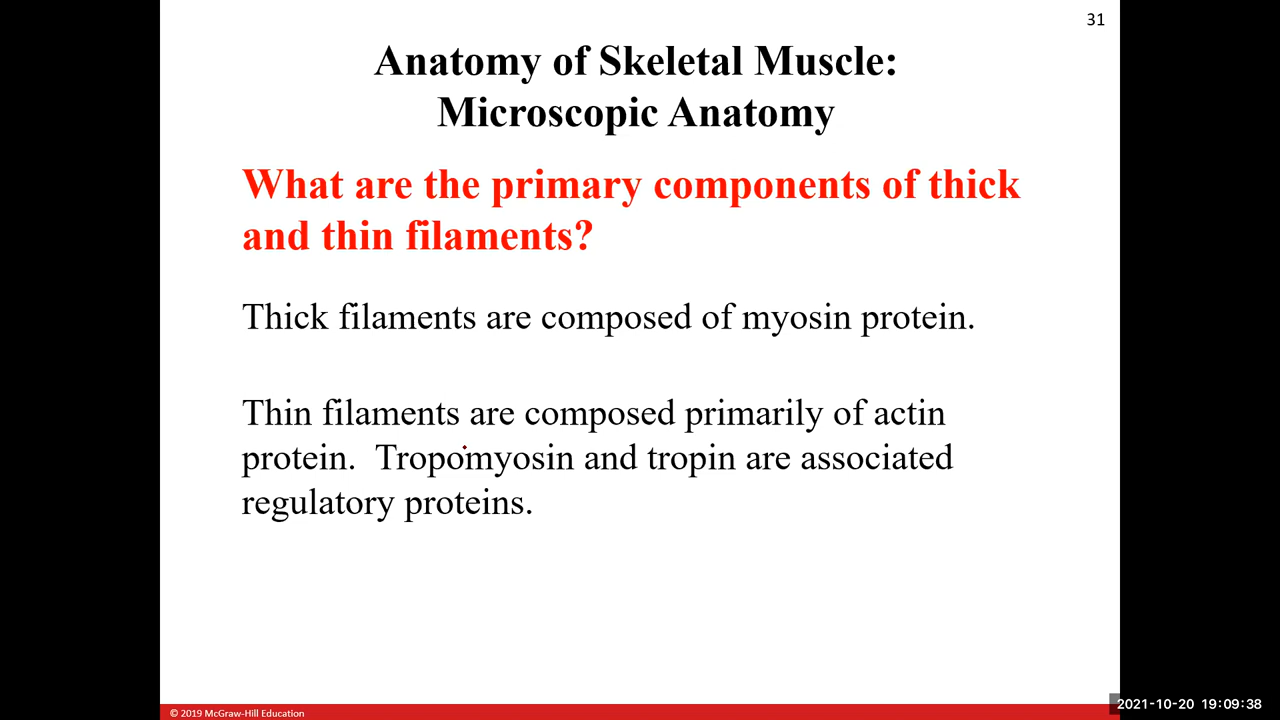 31
Anatomy of Skeletal Muscle:
Microscopic Anatomy
What are the primary components of thick
and thin filaments?
Thick filaments are composed of myosin protein.
Thin filaments are composed primarily of actin
protein.  Tropomyosin and tropin are associated
regulatory proteins.
© 2019 McGraw-Hill Education
2021-10-20 19:09:38